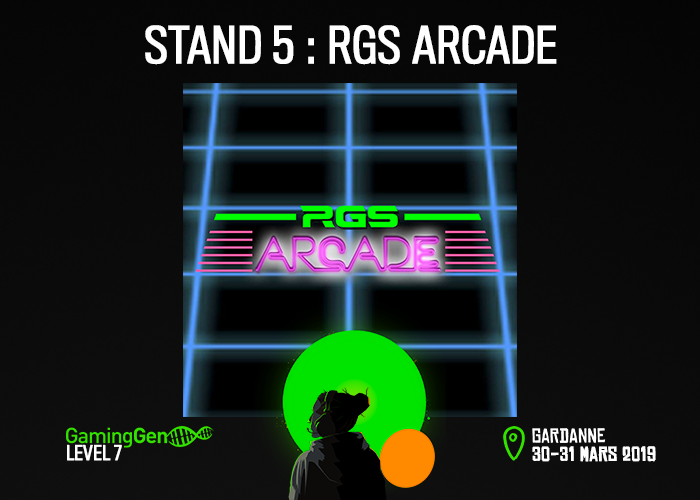 STAND 5 : RGS ARCADE
RGS
ARCADE
GamingGen
LEVEL 7
GARDANNE
30-31 MARS 2019